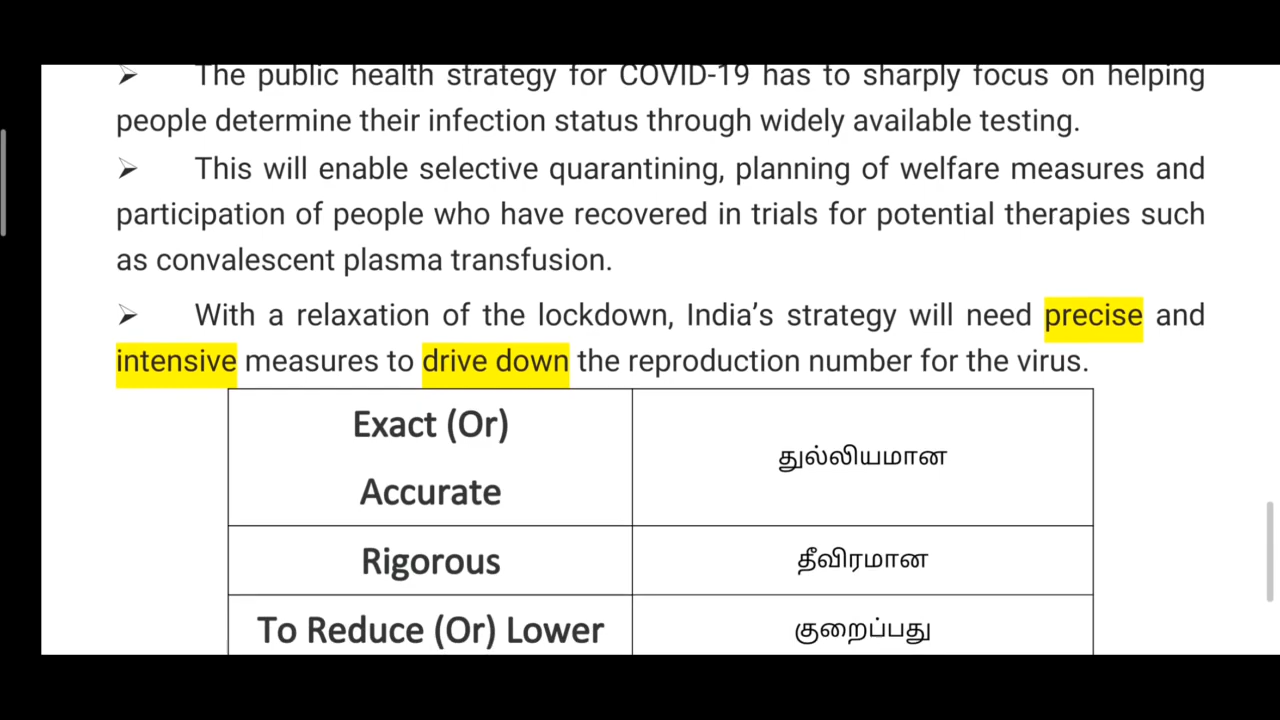 ➢ The public health strategy for COVID-19 has to sharply focus on helping
people determine their infection status through widely available testing.
➢ This will enable selective quarantining, planning of welfare measures and
participation of people who have recovered in trials for potential therapies such
as convalescent plasma transfusion.
➢ With a relaxation of the lockdown, India’s strategy will need precise and
intensive measures to drive down the reproduction number for the virus.
Exact (Or)
Accurate
துல்லியமான
Rigorous
தீவிரமான
To Reduce (Or) Lower
குறைப்பது